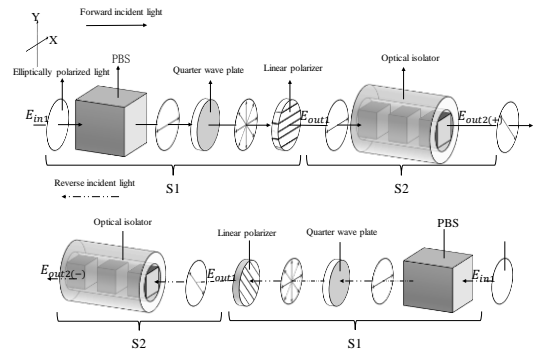 Y
Forward incident light
X
PBS
Elliptically polarized light
Quarter wave plate
Linear polarizer
Optical isolator
E_in1
E_out1
E_out2(+)
S1
S2
Reverse incident light
Optical isolator
Linear polarizer
Quarter wave plate
PBS
E_out2(−)
E_out1
E_in1
S2
S1